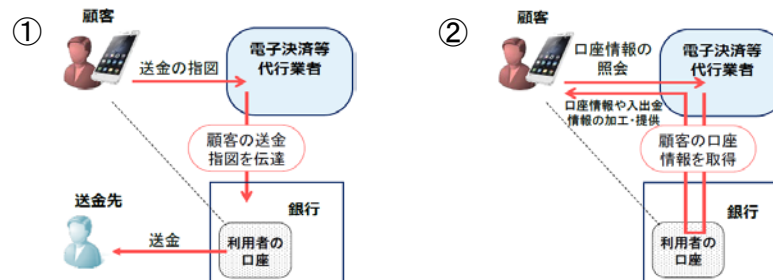 ①
顧客
電子決済等
代行業者
送金の指図
顧客の送金
指図を伝達
送金先
銀行
送金
利用者の
口座
②
顧客
電子決済等
代行業者
口座情報の
照会
口座情報や入出金
情報の加工・提供
顧客の口座
情報を取得
銀行
利用者の
口座